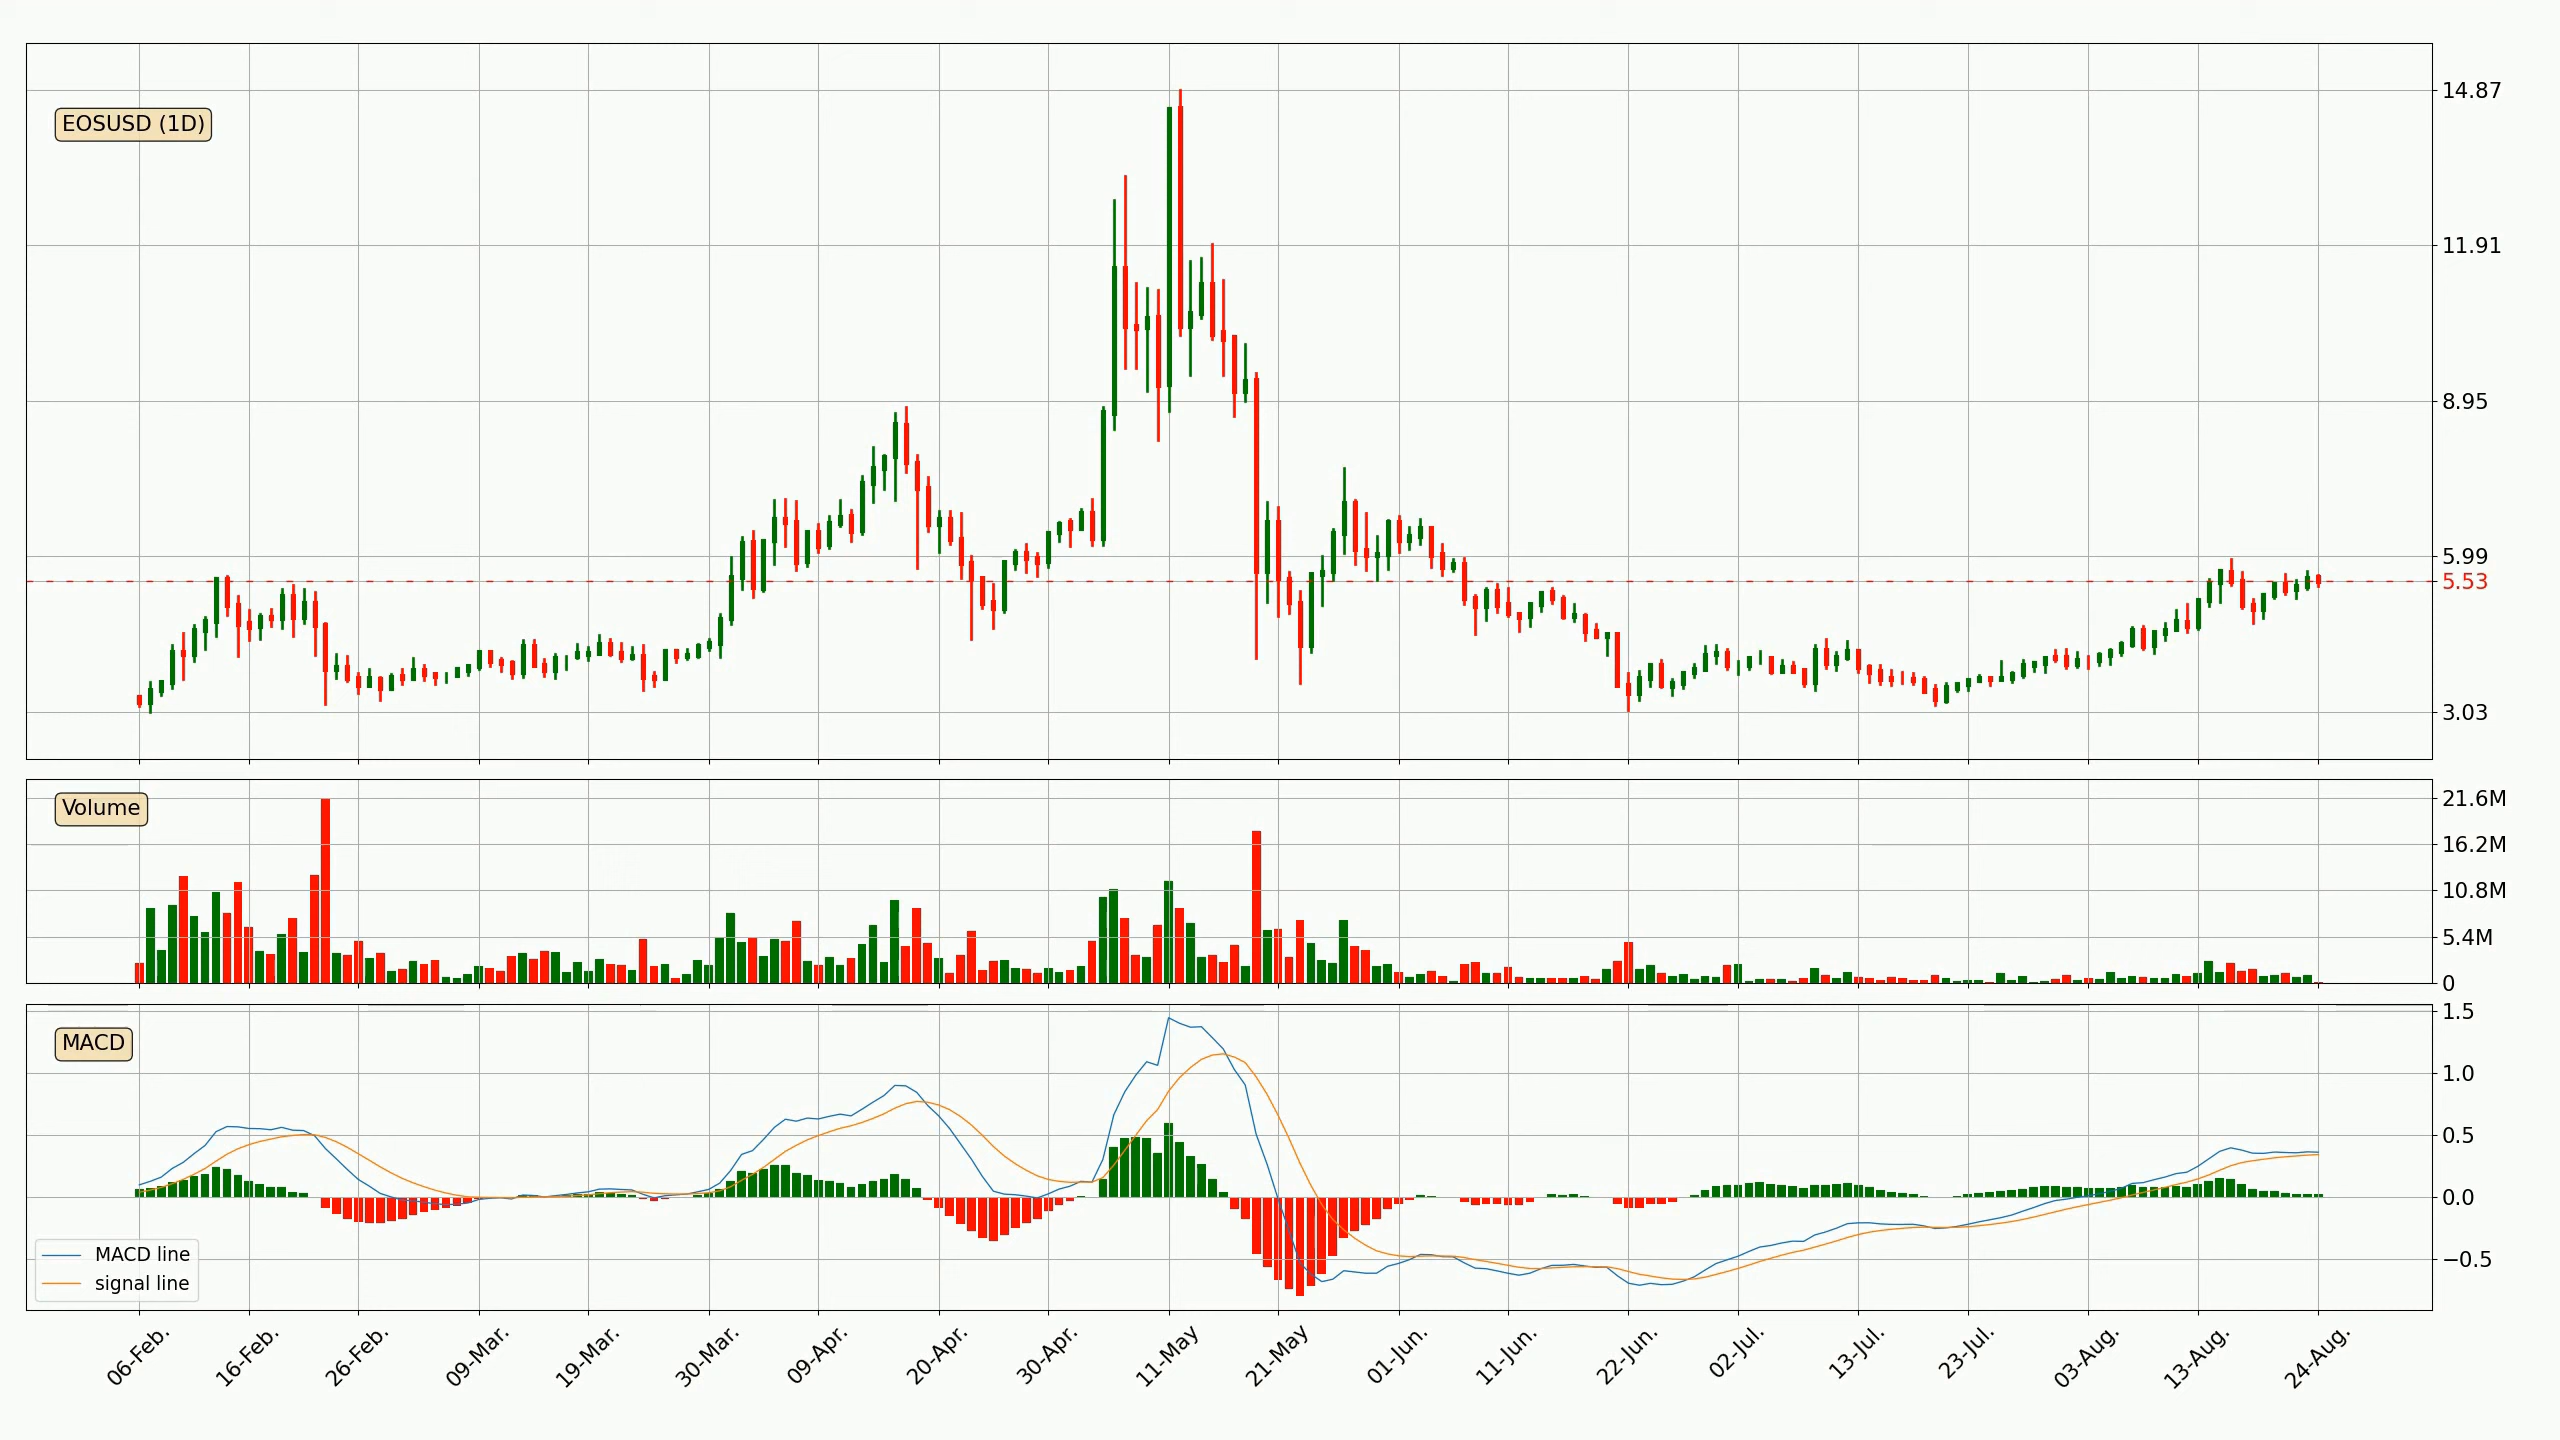 EOSUSD (1D)
14.87
11.91
8.95
5.99
5.53
3.03
Volume
21.6M
16.2M
10.8M
5.4M
0
MACD
1.5
1.0
0.5
0.0
−0.5
MACD line
signal line
06-Feb.
16-Feb.
26-Feb.
09-Mar.
19-Mar.
30-Mar.
09-Apr.
20-Apr.
30-Apr.
11-May
21-May
01-Jun.
11-Jun.
22-Jun.
02-Jul.
13-Jul.
23-Jul.
03-Aug.
13-Aug.
24-Aug.